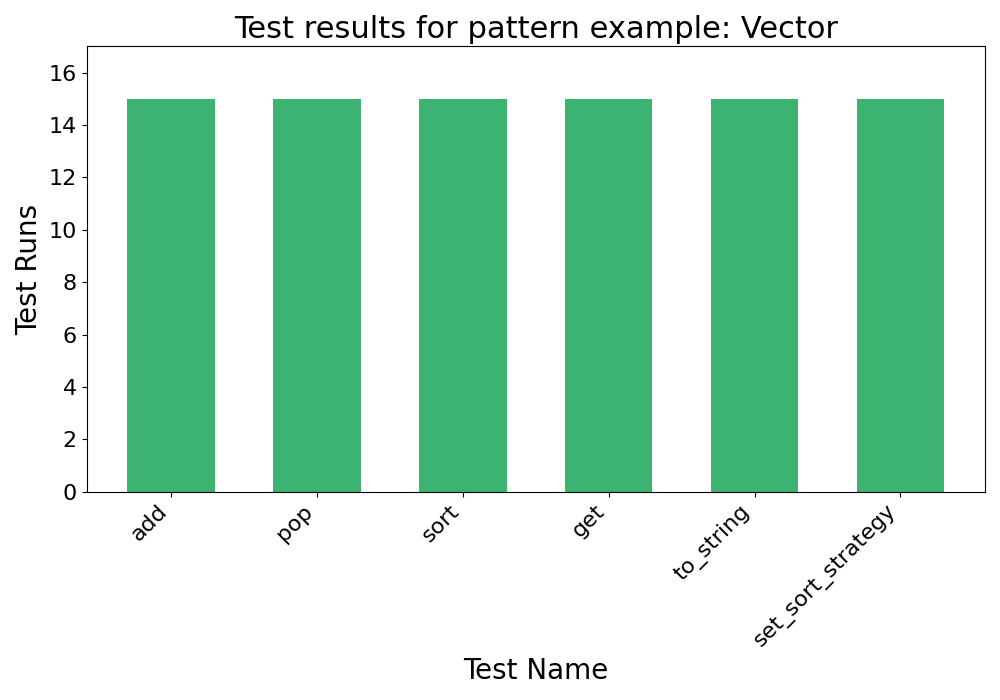 Test results for pattern example: Vector
Test Runs
16
14
12
10
8
6
4
2
0
add
pop
sort
get
to_string
set_sort_strategy
Test Name